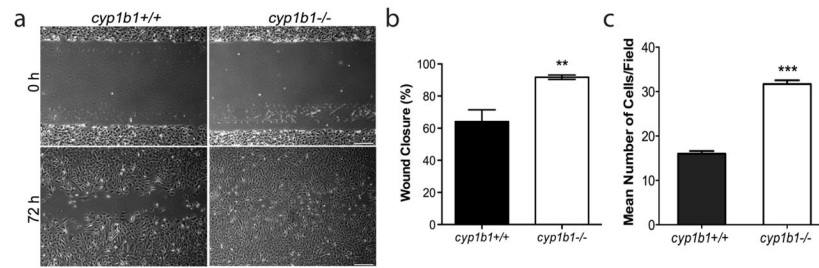 a
cyp1b1+/+
cyp1b1-/-
0 h
72 h
b
Wound Closure (%)
100
80
60
40
20
0
**
cyp1b1+/+
cyp1b1-/-
c
Mean Number of Cells/Field
40
30
20
10
0
***
cyp1b1+/+
cyp1b1-/-